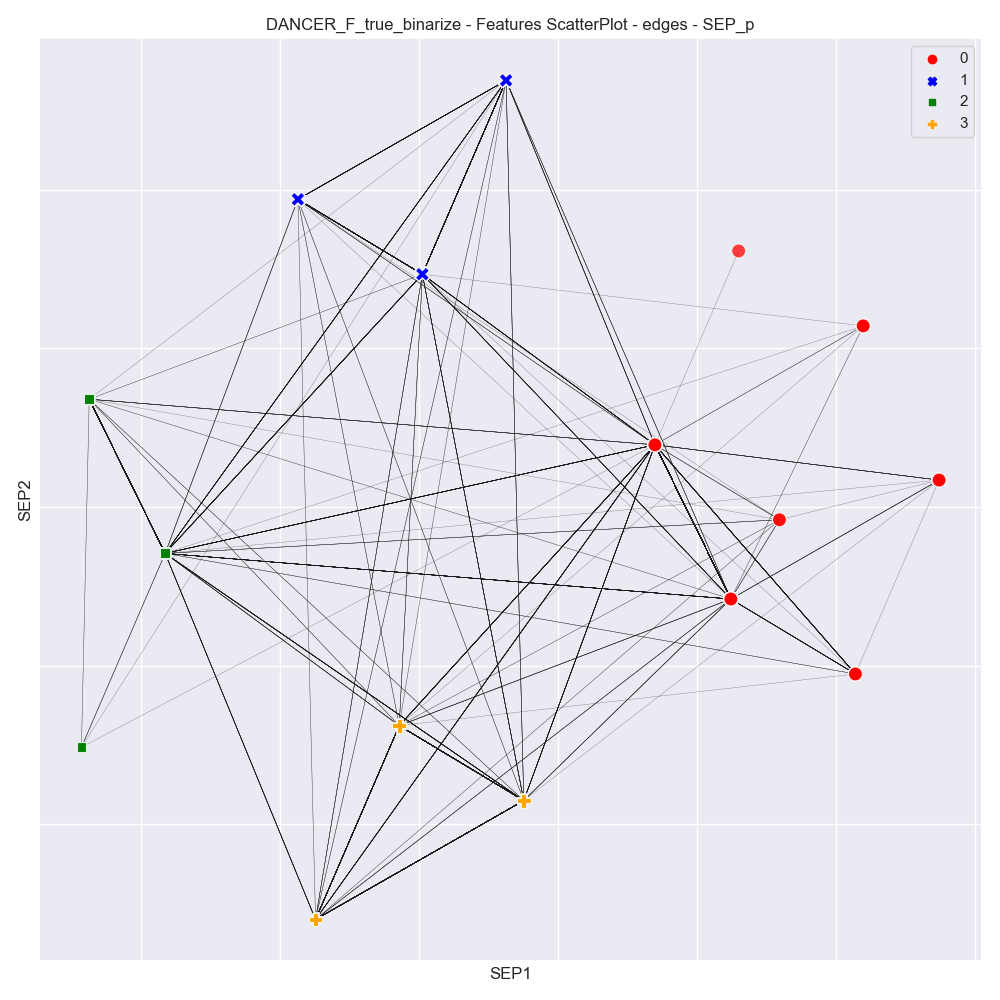 DANCER_F_true_binarize - Features ScatterPlot - edges - SEP_p
0
1
2
3
SEP2
SEP1